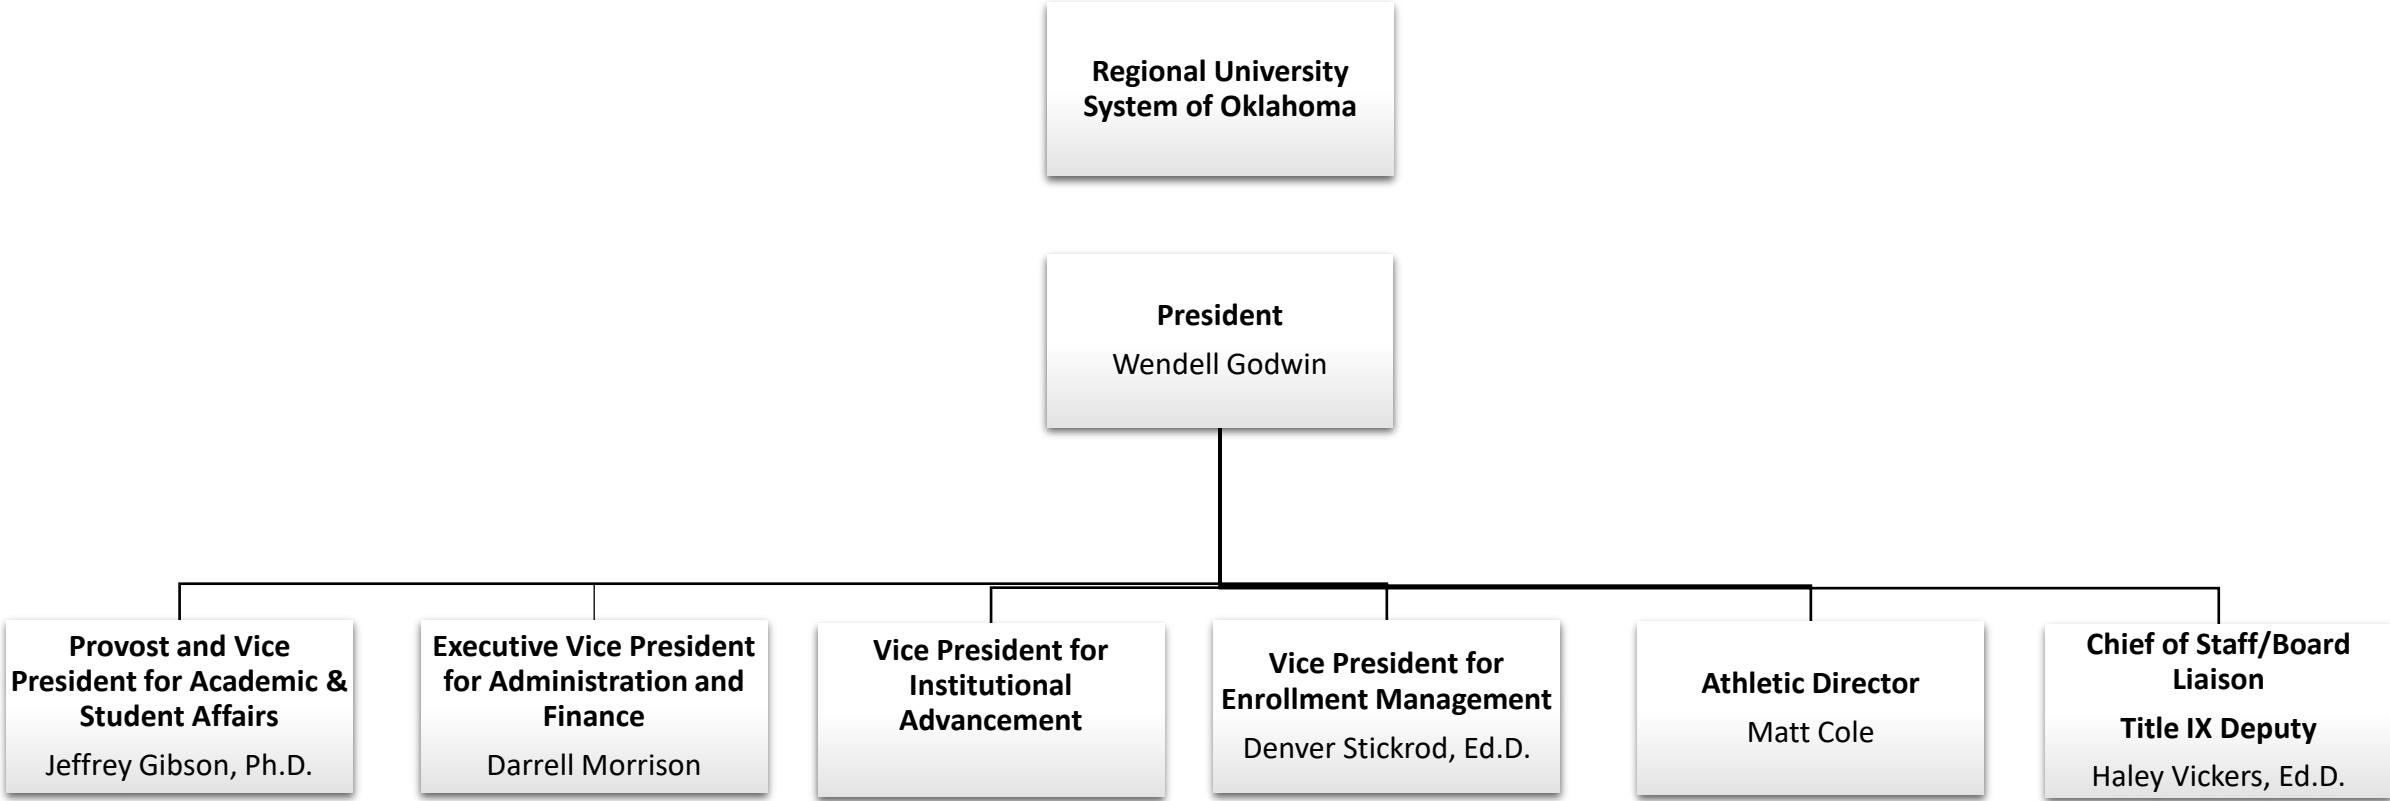 Regional University
System of Oklahoma
President
Wendell Godwin
Provost and Vice
President for Academic &
Student Affairs
Jeffrey Gibson, Ph.D.
Executive Vice President
for Administration and
Finance
Darrell Morrison
Vice President for
Institutional
Advancement
Vice President for
Enrollment Management
Denver Stickrod, Ed.D.
Athletic Director
Matt Cole
Chief of Staff/Board
Liaison
Title IX Deputy
Haley Vickers, Ed.D.